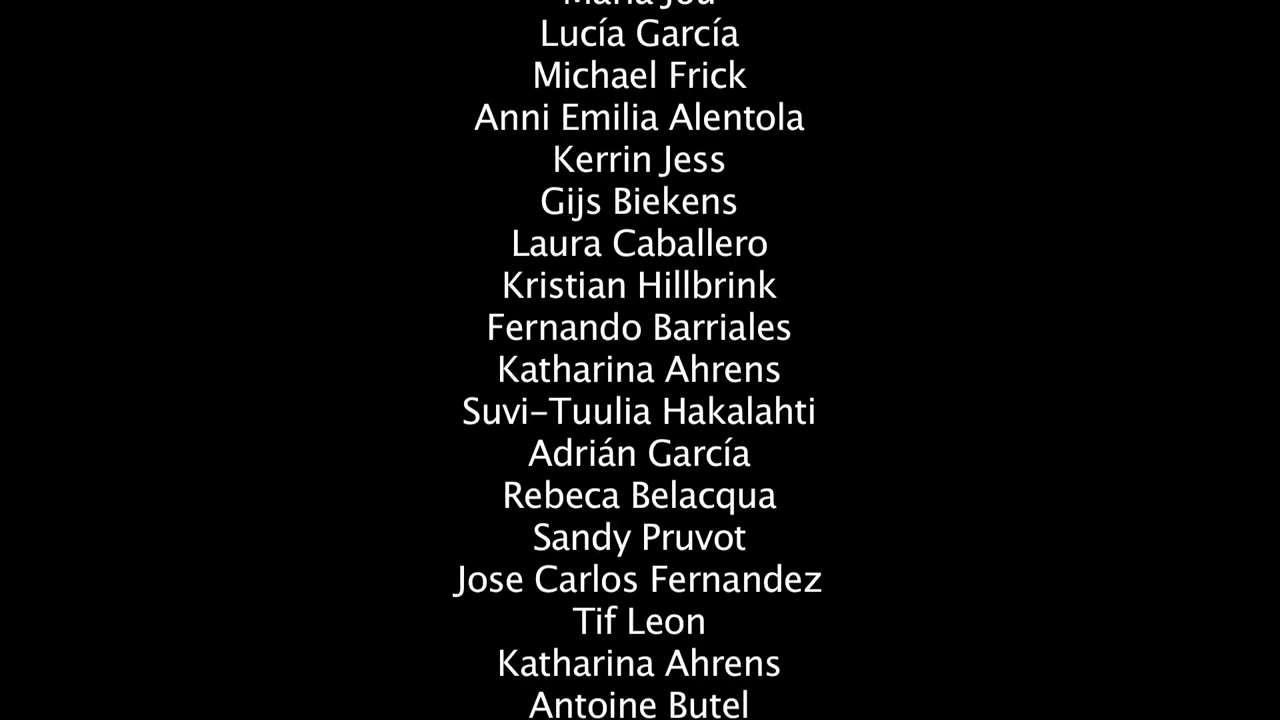 Lucía García
Michael Frick
Anni Emilia Alentola
Kerrin Jess
Gijs Biekens
Laura Caballero
Kristian Hillbrink
Fernando Barriales
Katharina Ahrens
Suvi-Tuulia Hakalahti
Adrián García
Rebeca Belacqua
Sandy Pruvot
Jose Carlos Fernandez
Tif Leon
Katharina Ahrens
Antoine Butel